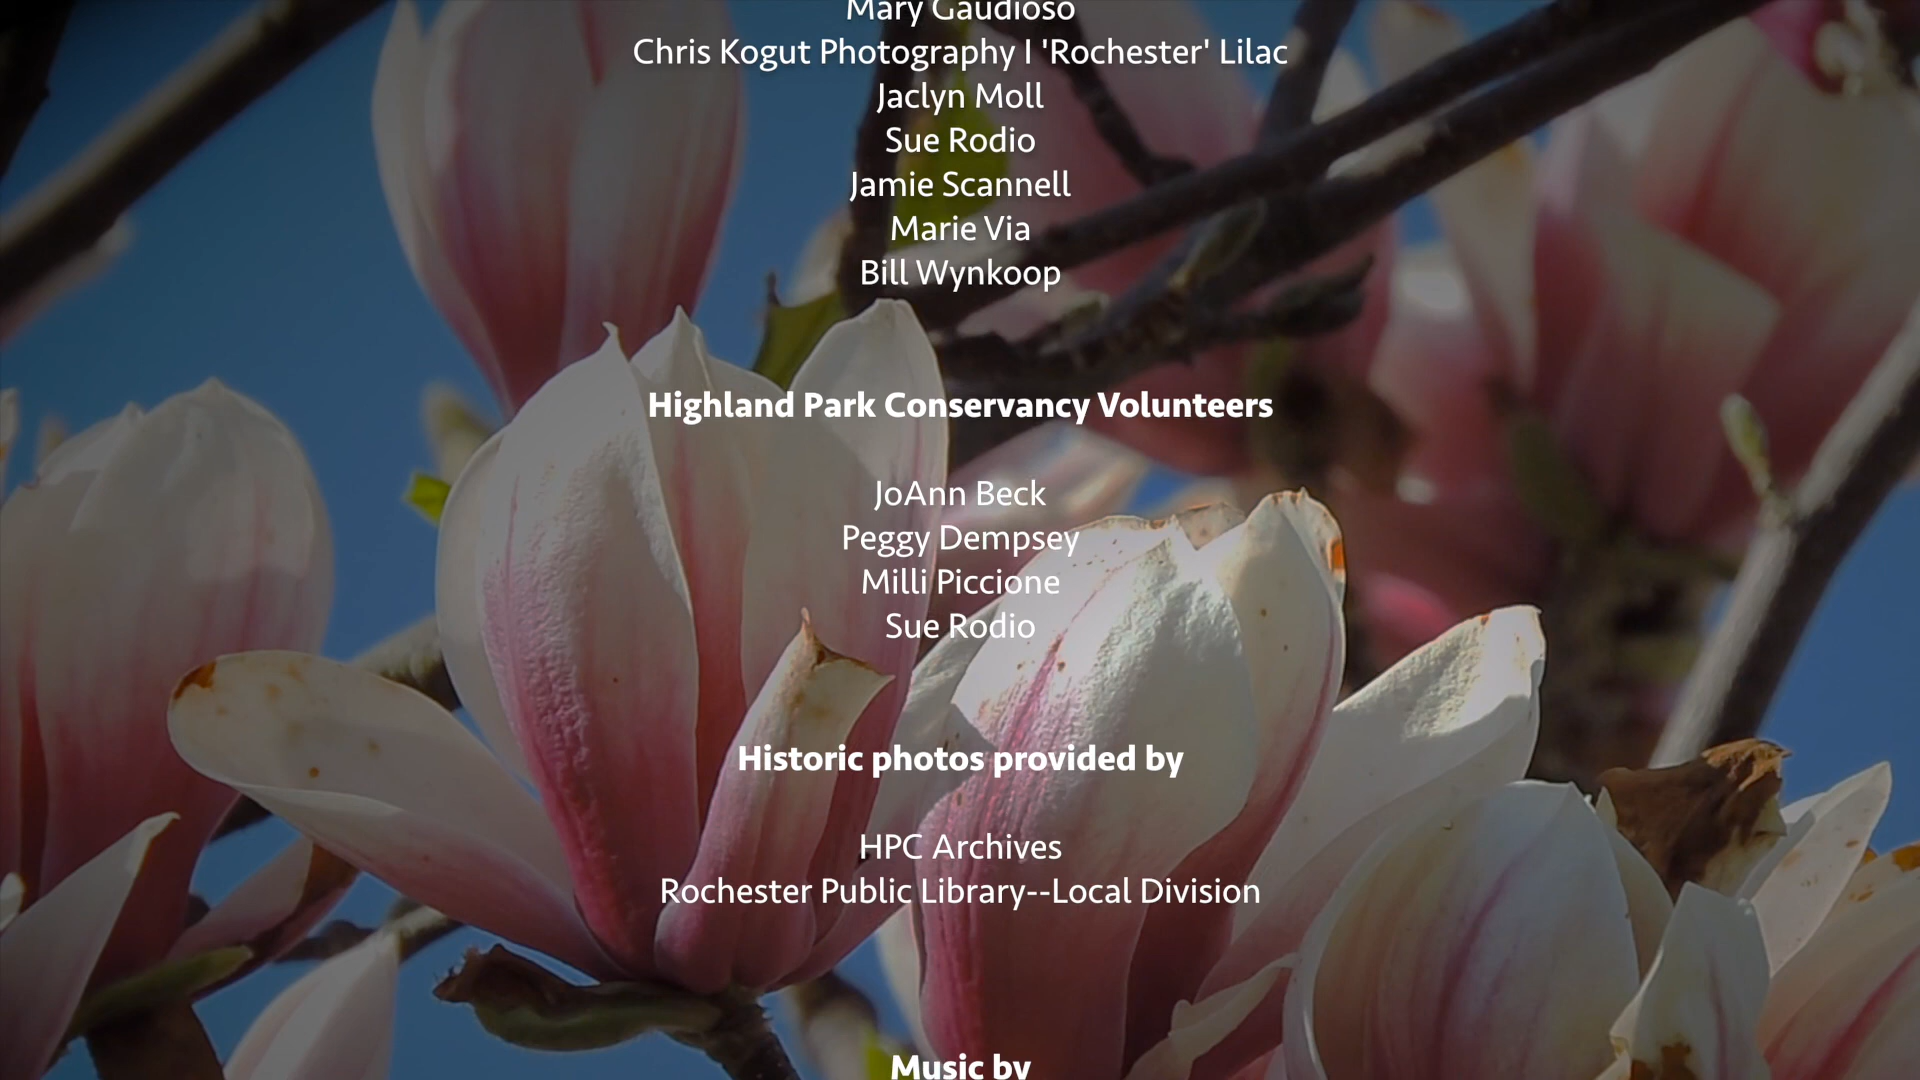 Mary Gaudioso
Chris Kogut Photography I 'Rochester' Lilac
Jaclyn Moll
Sue Rodio
Jamie Scannell
Marie Via
Bill Wynkoop
Highland Park Conservancy Volunteers
JoAnn Beck
Peggy Dempsey
Milli Piccione
Sue Rodio
Historic photos provided by
HPC Archives
Rochester Public Library--Local Division
Music by